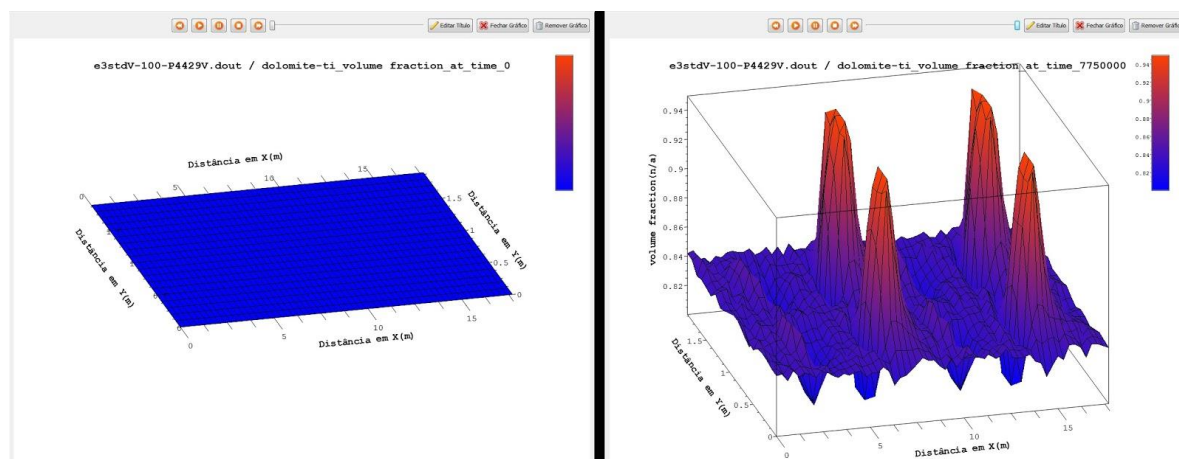 Editar Título
Fechar Gráfico
Remover Gráfico
e3stdV-100-P4429V.dout / dolomite-ti_volume fraction_at_time_0
Distância em X(m)
0
5
10
15
Distância em Y(m)
1.5
1
0.5
0
Distância em Y(m)
0
5
10
15
Distância em X(m)
Editar Título
Fechar Gráfico
Remover Gráfico
e3stdV-100-P4429V.dout / dolomite-ti_volume fraction_at_time_7750000
0.94
0.92
0.9
0.88
0.86
0.84
0.82
volume fraction(n/a)
0.94
0.92
0.9
0.88
0.86
0.84
0.82
Distância em Y(m)
1.5
1
0.5
0
0
5
10
15
Distância em X(m)